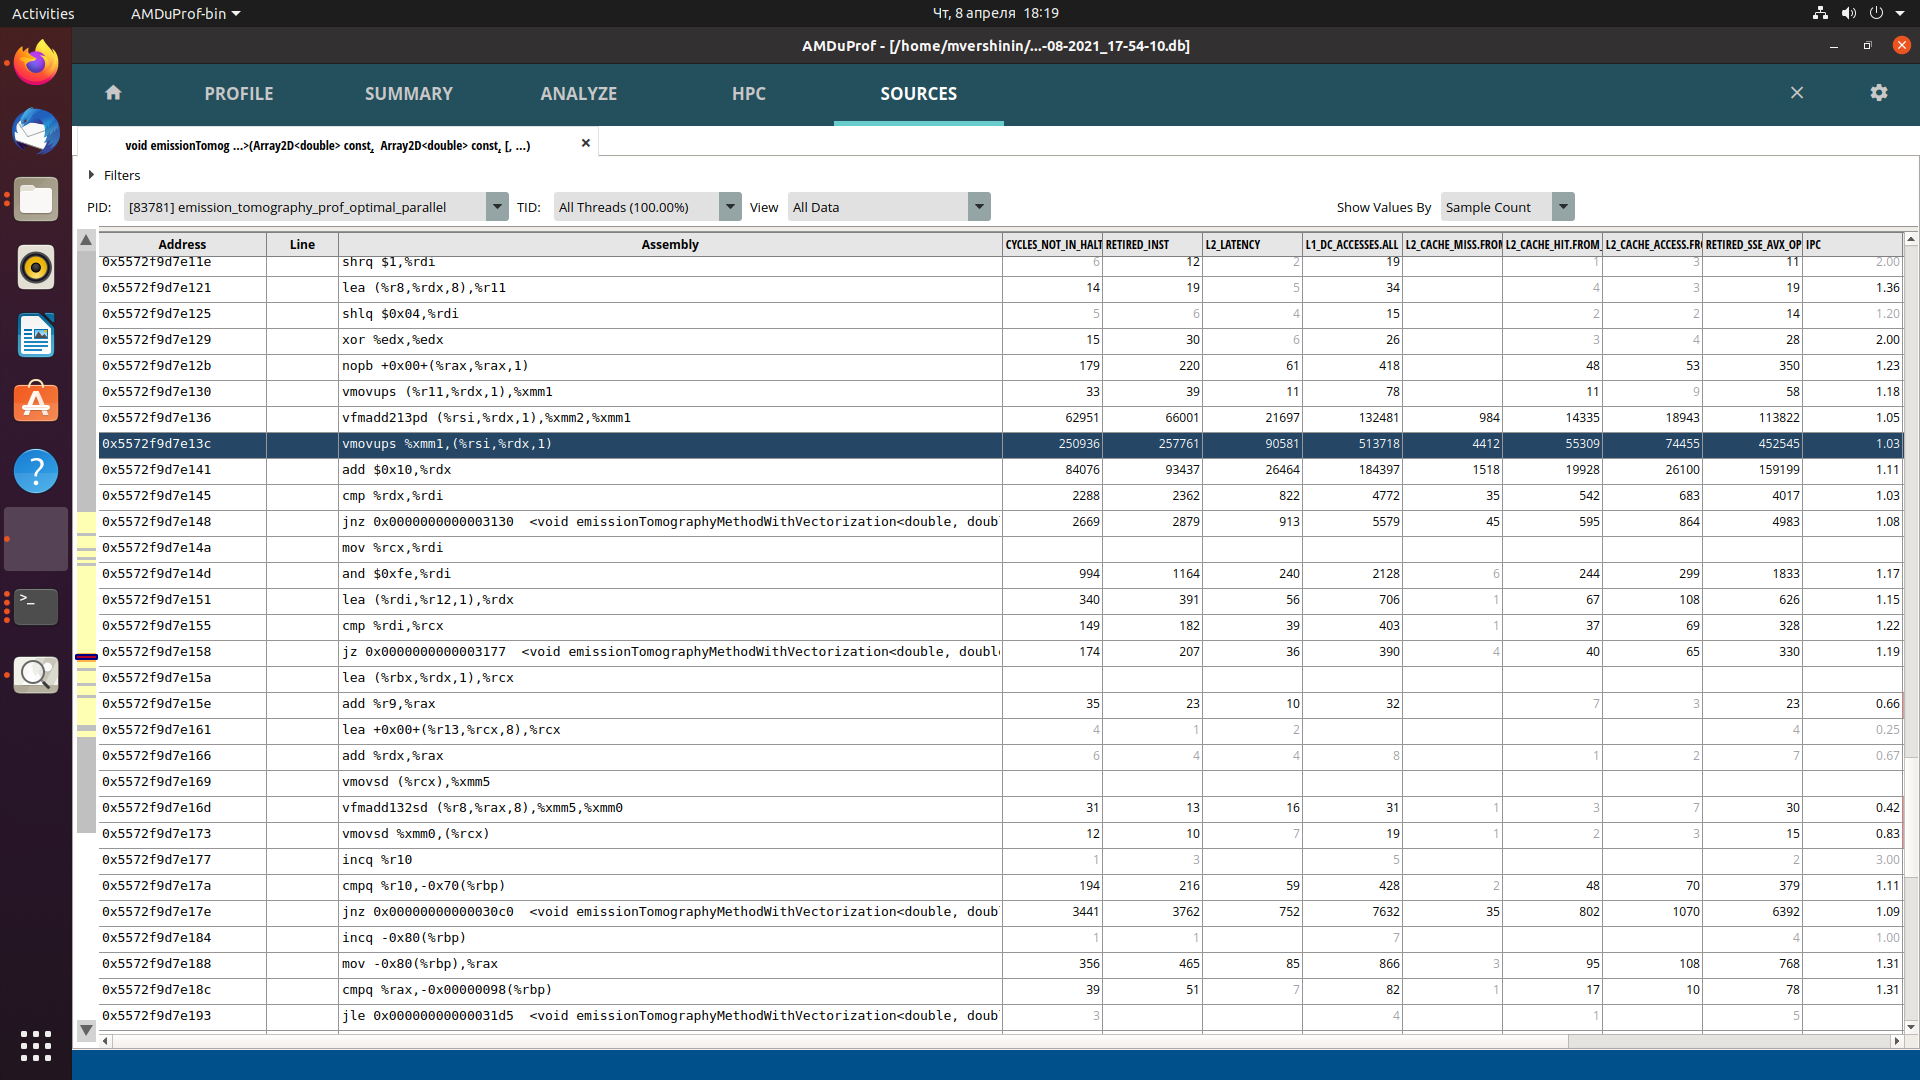 Activities AMDuProf-bin Чт, 8 апреля 18:19
AMDuProf - [/home/mvershinin/...-08-2021_17-54-10.db]
PROFILE SUMMARY ANALYZE HPC SOURCES
void emissionTomog ...>(Array2D<double> const, Array2D<double> const, [, ...)
Filters
PID: [83781] emission_tomography_prof_optimal_parallel TID: All Threads (100.00%) View All Data Show Values By Sample Count
Address Line Assembly CYCLES_NOT_IN_HALT RETIRED_INST L2_LATENCY L1_DC_ACCESSES.ALL L2_CACHE_MISS.FROM L2_CACHE_HIT.FROM_ L2_CACHE_ACCESS.FR RETIRED_SSE_AVX_OP IPC
0x5572f9d7e11e shrq $1,%rdi 6 12 2 19 1 3 11 2.00
0x5572f9d7e121 lea (%r8,%rdx,8),%r11 14 19 5 34 4 3 19 1.36
0x5572f9d7e125 shlq $0x04,%rdi 5 6 4 15 2 2 14 1.20
0x5572f9d7e129 xor %edx,%edx 15 30 6 26 3 4 28 2.00
0x5572f9d7e12b nopb +0x00+(%rax,%rax,1) 179 220 61 418 48 53 350 1.23
0x5572f9d7e130 vmovups (%r11,%rdx,1),%xmm1 33 39 11 78 11 9 58 1.18
0x5572f9d7e136 vfmadd213pd (%rsi,%rdx,1),%xmm2,%xmm1 62951 66001 21697 132481 984 14335 18943 113822 1.05
0x5572f9d7e13c vmovups %xmm1,(%rsi,%rdx,1) 250936 257761 90581 513718 4412 55309 74455 452545 1.03
0x5572f9d7e141 add $0x10,%rdx 84076 93437 26464 184397 1518 19928 26100 159199 1.11
0x5572f9d7e145 cmp %rdx,%rdi 2288 2362 822 4772 35 542 683 4017 1.03
0x5572f9d7e148 jnz 0x0000000000003130 <void emissionTomographyMethodWithVectorization<double, doub 2669 2879 913 5579 45 595 864 4983 1.08
0x5572f9d7e14a mov %rcx,%rdi
0x5572f9d7e14d and $0xfe,%rdi 994 1164 240 2128 6 244 299 1833 1.17
0x5572f9d7e151 lea (%rdi,%r12,1),%rdx 340 391 56 706 1 67 108 626 1.15
0x5572f9d7e155 cmp %rdi,%rcx 149 182 39 403 1 37 69 328 1.22
0x5572f9d7e158 jz 0x0000000000003177 <void emissionTomographyMethodWithVectorization<double, doubl 174 207 36 390 4 40 65 330 1.19
0x5572f9d7e15a lea (%rbx,%rdx,1),%rcx
0x5572f9d7e15e add %r9,%rax 35 23 10 32 7 3 23 0.66
0x5572f9d7e161 lea +0x00+(%r13,%rcx,8),%rcx 4 1 2 4 0.25
0x5572f9d7e166 add %rdx,%rax 6 4 4 8 1 2 7 0.67
0x5572f9d7e169 vmovsd (%rcx),%xmm5
0x5572f9d7e16d vfmadd132sd (%r8,%rax,8),%xmm5,%xmm0 31 13 16 31 1 3 7 30 0.42
0x5572f9d7e173 vmovsd %xmm0,(%rcx) 12 10 7 19 1 2 3 15 0.83
0x5572f9d7e177 incq %r10 1 3 5 2 3.00
0x5572f9d7e17a cmpq %r10,-0x70(%rbp) 194 216 59 428 2 48 70 379 1.11
0x5572f9d7e17e jnz 0x00000000000030c0 <void emissionTomographyMethodWithVectorization<double, doub 3441 3762 752 7632 35 802 1070 6392 1.09
0x5572f9d7e184 incq -0x80(%rbp) 1 1 7 4 1.00
0x5572f9d7e188 mov -0x80(%rbp),%rax 356 465 85 866 3 95 108 768 1.31
0x5572f9d7e18c cmpq %rax,-0x00000098(%rbp) 39 51 7 82 1 17 10 78 1.31
0x5572f9d7e193 jle 0x00000000000031d5 <void emissionTomographyMethodWithVectorization<double, doub 3 4 1 5